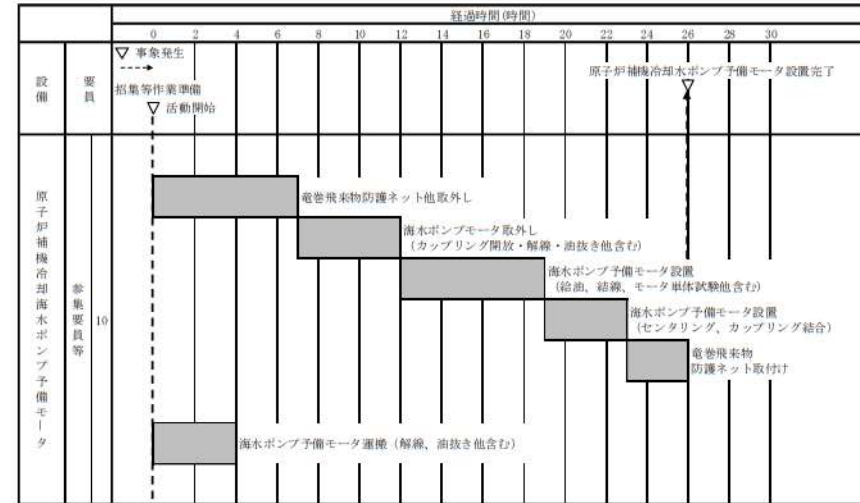 経過時間(時間)
0 2 4 6 8 10 12 14 16 18 20 22 24 26 28 30
設備
要員
▽ 事象発生
招集等作業準備
▽ 活動開始
原子炉補機冷却水ポンプ予備モータ設置完了
▽
原子炉補機冷却海水ポンプ予備モータ
参集要員等
10
竜巻飛来物防護ネット他取外し
海水ポンプモータ取外し
（カップリング開放・解線・油抜き他含む）
海水ポンプ予備モータ設置
（給油、結線、モータ単体試験他含む）
海水ポンプ予備モータ設置
（センタリング、カップリング結合）
竜巻飛来物
防護ネット取付け
海水ポンプ予備モータ運搬（解線、油抜き他含む）